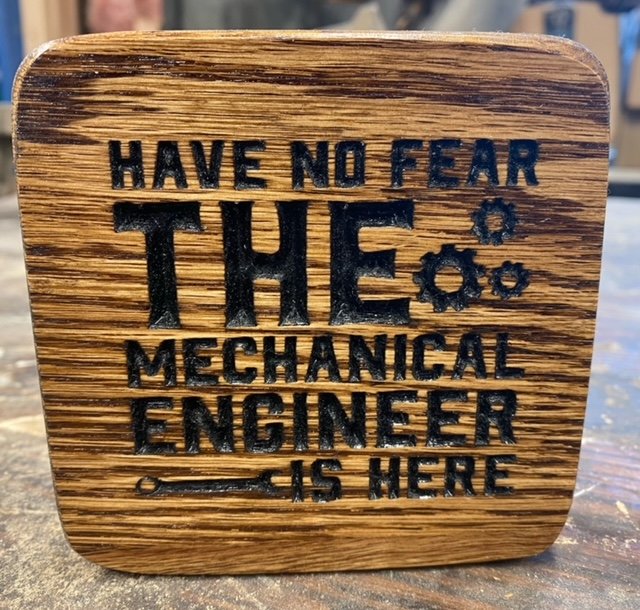 HAVE NO FEAR
THE
MECHANICAL
ENGINEER
IS HERE